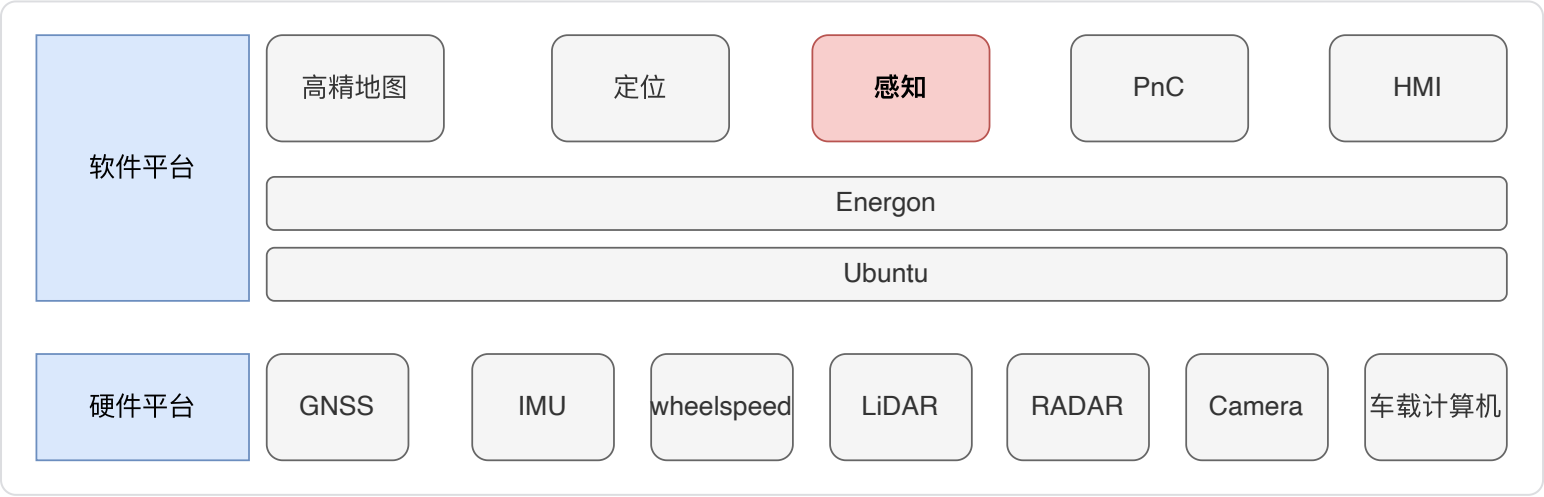 软件平台
高精地图
定位
感知
PnC
HMI
Energon
Ubuntu
硬件平台
GNSS
IMU
wheelspeed
LiDAR
RADAR
Camera
车载计算机